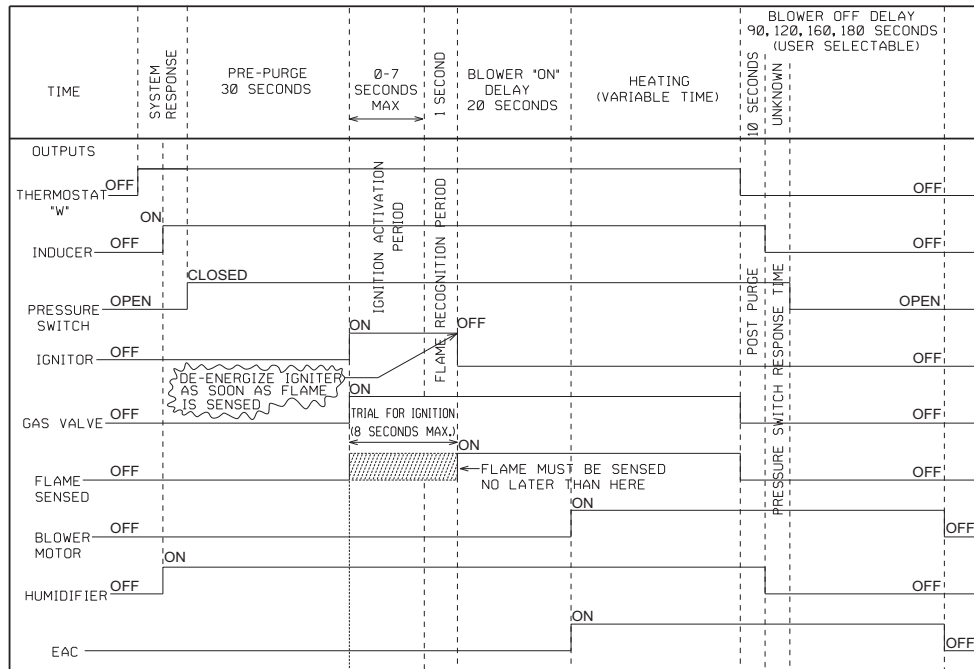 TIME
SYSTEM
RESPONSE
PRE-PURGE
30 SECONDS
0-7
SECONDS
MAX
1 SECOND
BLOWER "ON"
DELAY
20 SECONDS
HEATING
(VARIABLE TIME)
10 SECONDS
UNKNOWN
BLOWER OFF DELAY
90,120,160,180 SECONDS
(USER SELECTABLE)
OUTPUTS
THERMOSTAT
"W"
OFF
OFF
ON
INDUCER
OFF
OFF
CLOSED
PRESSURE
SWITCH
OPEN
OPEN
IGNITION ACTIVATION
PERIOD
FLAME RECOGNITION PERIOD
POST PURGE
PRESSURE SWITCH RESPONSE TIME
ON
OFF
IGNITOR
OFF
OFF
DE-ENERGIZE IGNITER
AS SOON AS FLAME
IS SENSED
ON
GAS VALVE
OFF
OFF
TRIAL FOR IGNITION
(8 SECONDS MAX.)
ON
FLAME
SENSED
OFF
OFF
FLAME MUST BE SENSED
NO LATER THAN HERE
ON
BLOWER
MOTOR
OFF
OFF
ON
HUMIDIFIER
OFF
OFF
ON
EAC
OFF